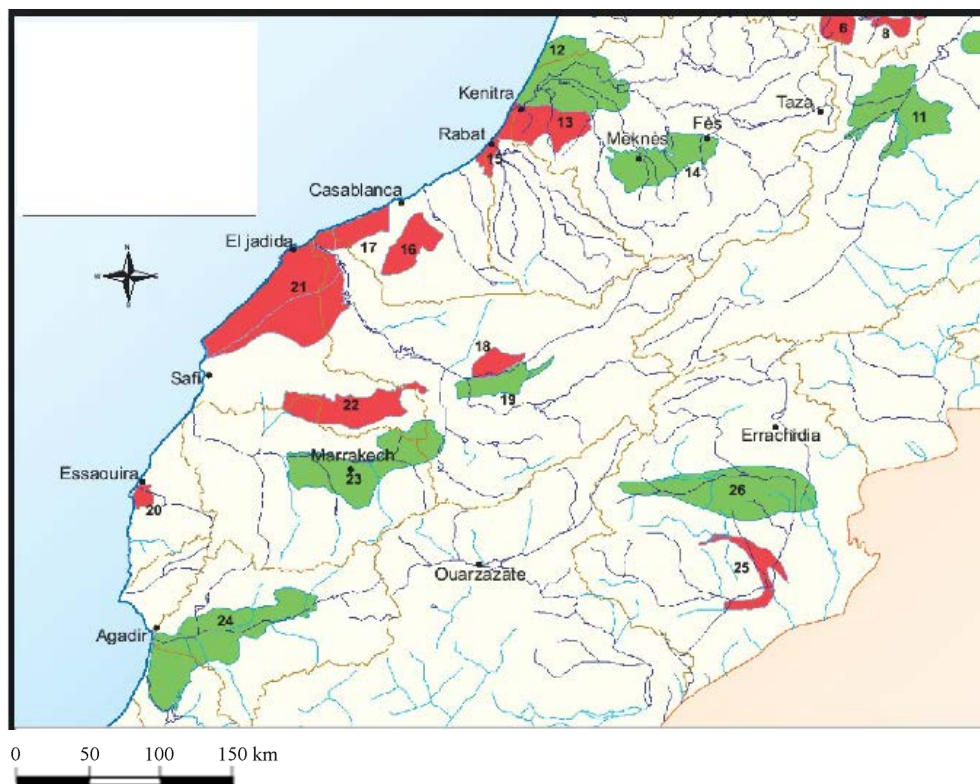 6
8
12
Kenitra
Taza
11
13
Rabat
Fès
Mèknès
15
14
Casablanca
El jadida
17
16
N
21
18
Safi
19
22
Errachidia
Marrakech
Essaouira
23
26
20
25
Ouarzazate
24
Agadir
0 50 100 150 km